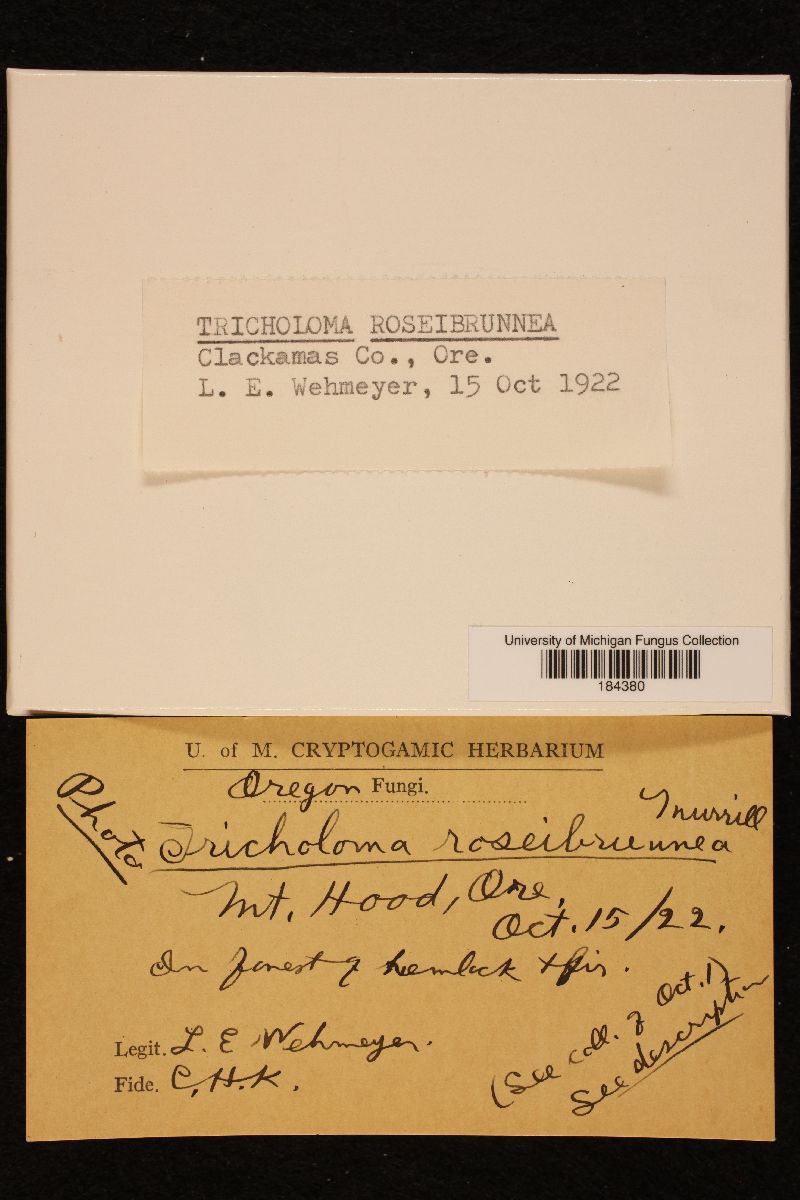 TRICHOLOMA ROSEIBRUNNEA
Clackamas Co., Ore.
L. E. Wehmeyer, 15 Oct 1922
University of Michigan Fungus Collection
184380
U. of M. CRYPTOGAMIC HERBARIUM
Oregon Fungi.
Photo
Murrill
Tricholoma roseibrunnea
Mt. Hood, Ore,
Oct. 15/22.
In forest of hemlock + fir.
Legit. L. E Wehmeyer.
Fide. C. H. K.
(See coll. of Oct. 1)
See description